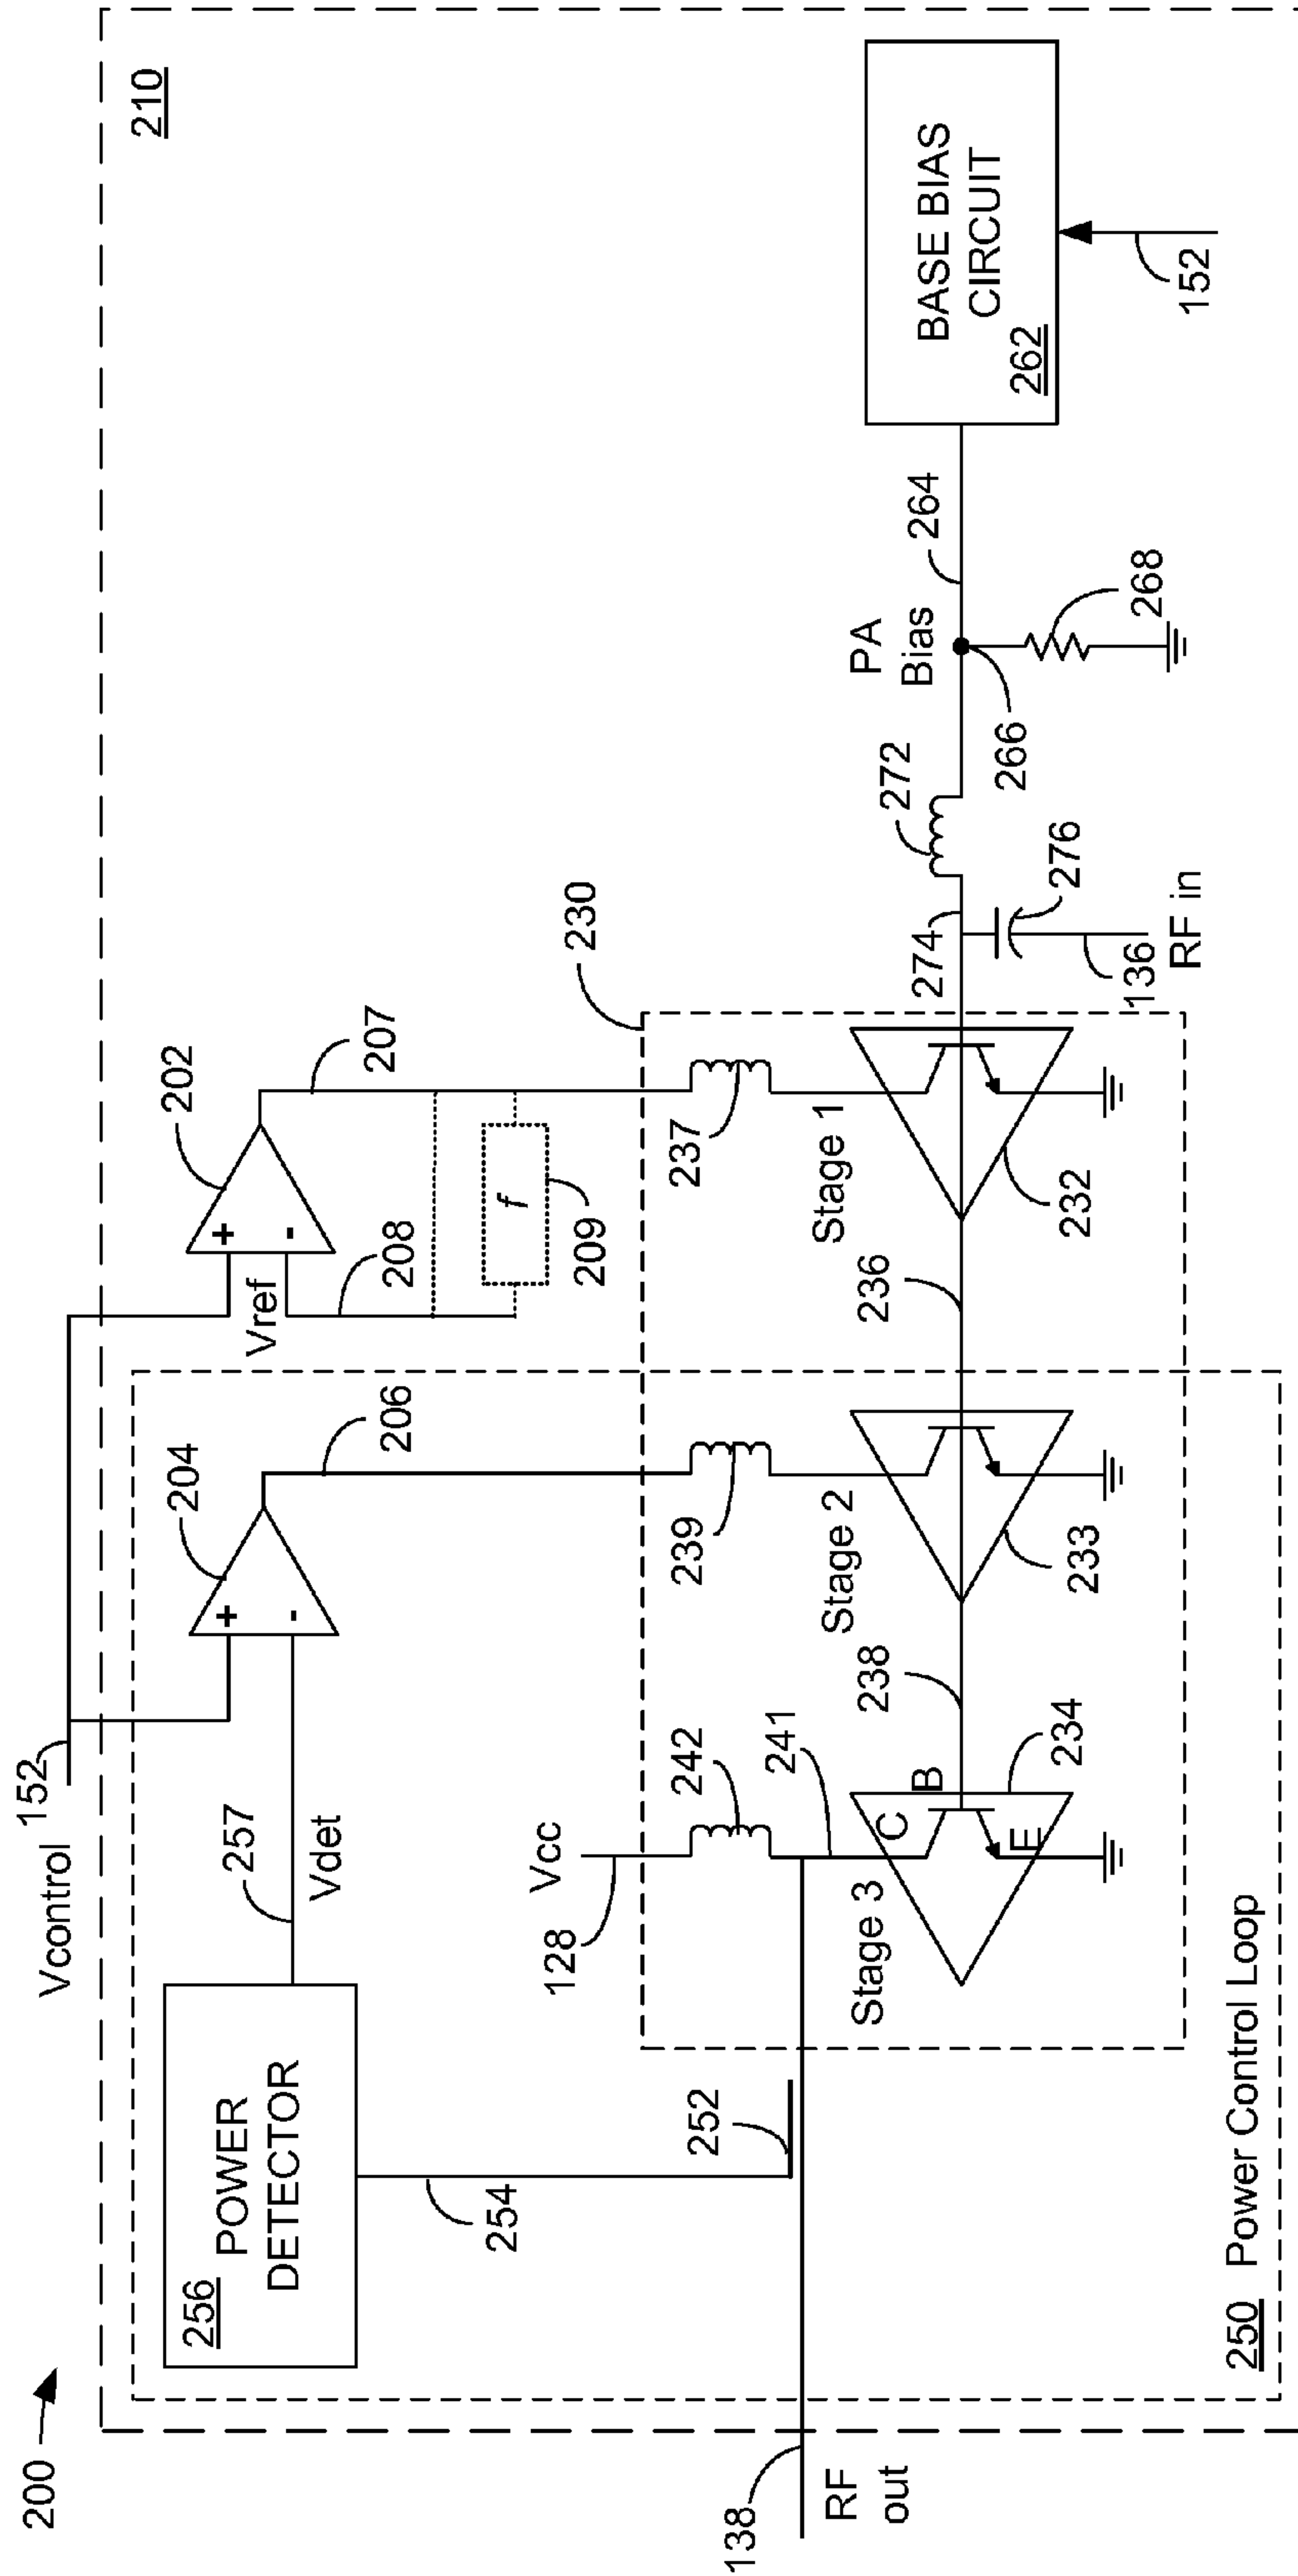 200
Vcontrol
152
210
256
POWER
DETECTOR
257
Vdet
204
+
-
206
202
+
-
Vref
207
208
f
209
254
252
138
RF
out
Vcc
128
242
241
Stage 3
C
B
E
234
238
239
Stage 2
233
236
230
237
Stage 1
232
274
272
276
136
RF in
PA
Bias
266
264
268
BASE BIAS
CIRCUIT
262
152
250 Power Control Loop